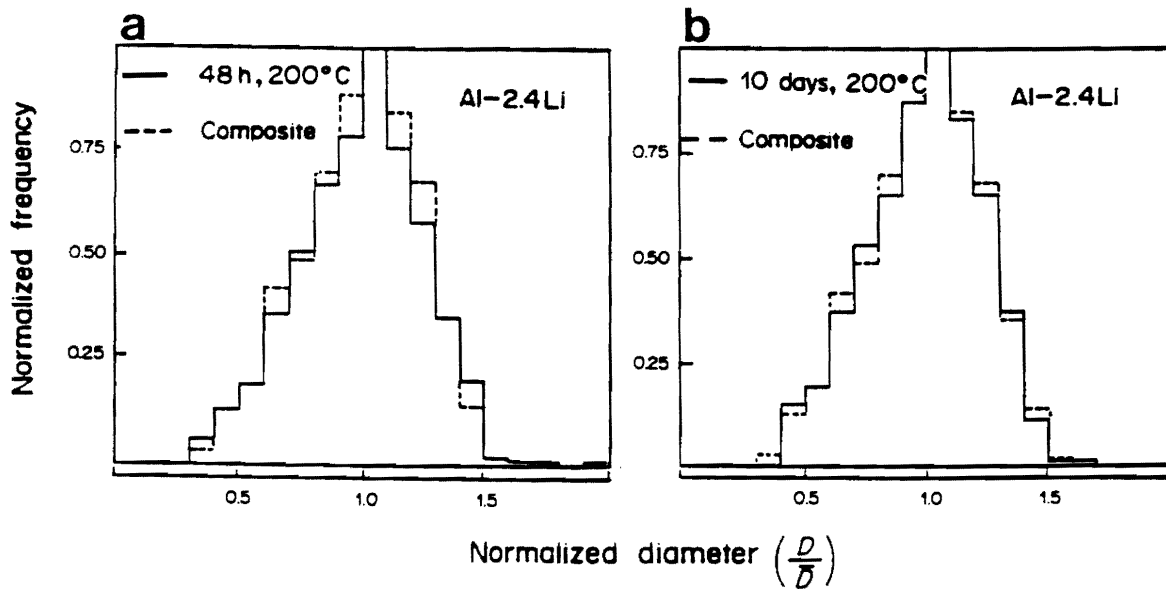 a
48h, 200°C
Al-2.4Li
Composite
0.75
0.50
0.25
0.5
1.0
1.5
b
10 days, 200°C
Al-2.4Li
Composite
0.75
0.50
0.25
0.5
1.0
1.5
Normalized frequency
Normalized diameter (D/D̄)